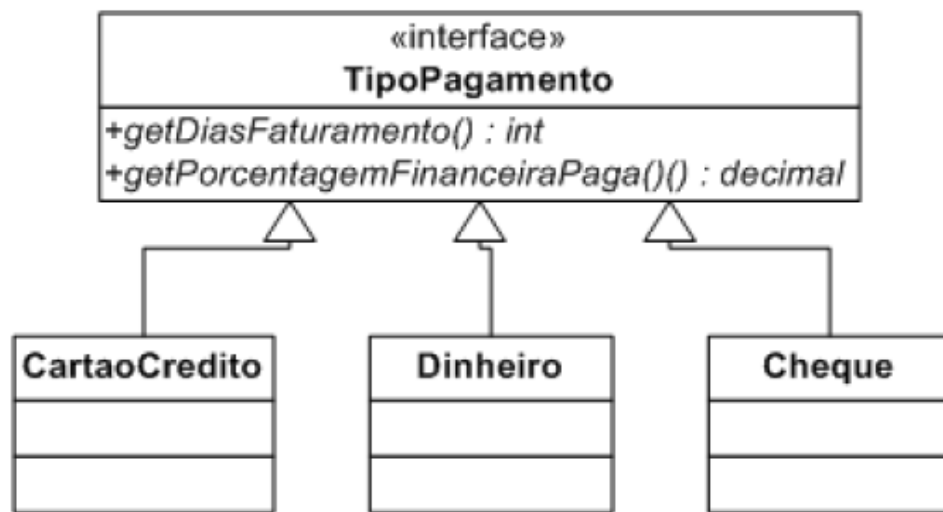 «interface»
TipoPagamento
+getDiasFaturamento() : int
+getPorcentagemFinanceiraPaga()() : decimal
CartaoCredito
Dinheiro
Cheque